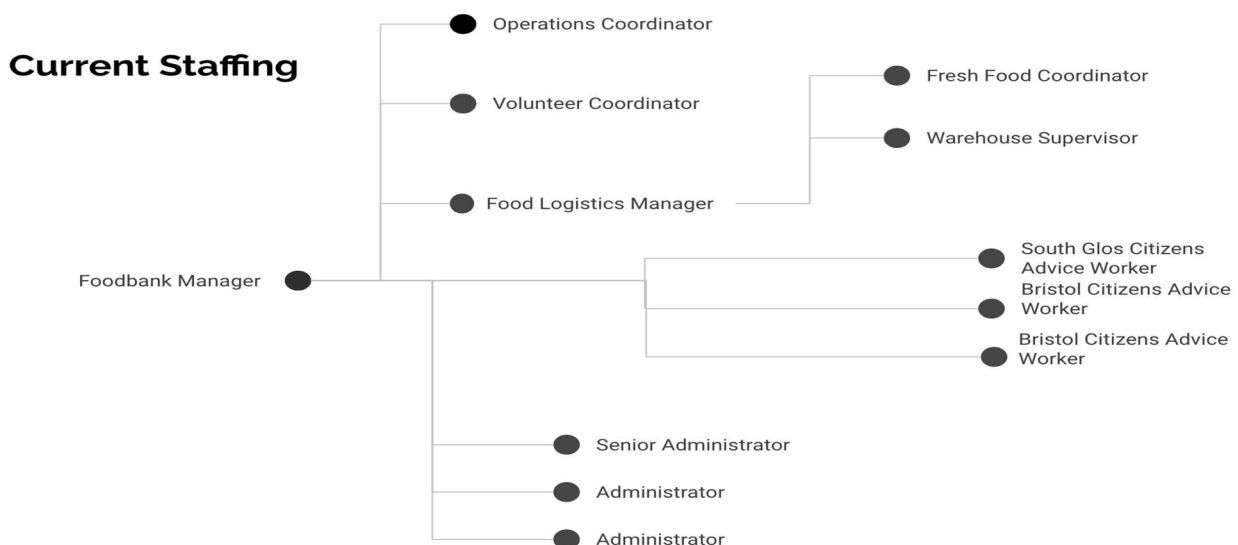 Current Staffing
Operations Coordinator
Volunteer Coordinator
Food Logistics Manager
Fresh Food Coordinator
Warehouse Supervisor
Foodbank Manager
South Glos Citizens
Advice Worker
Bristol Citizens Advice
Worker
Bristol Citizens Advice
Worker
Senior Administrator
Administrator
Administrator